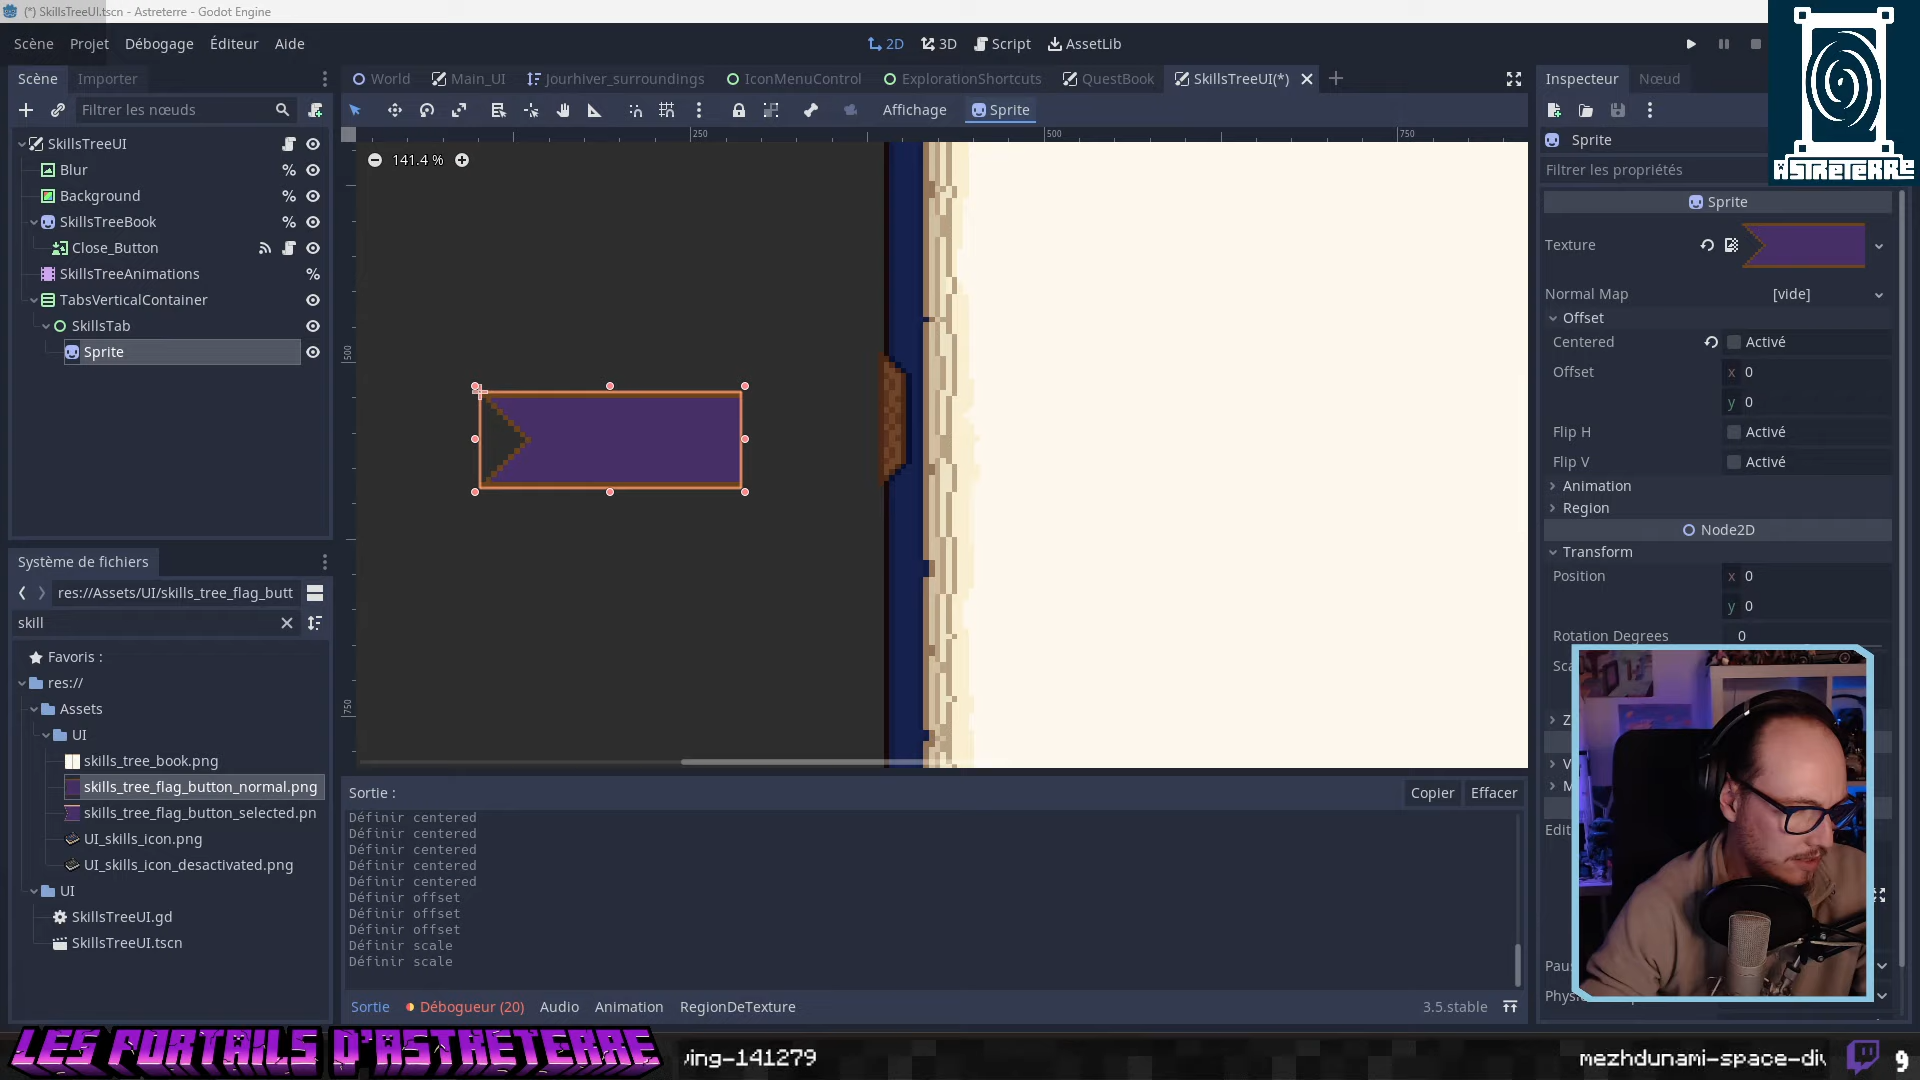 (*) SkillsTreeUI.tscn - Astreterre - Godot Engine
Scène Projet Débogage Éditeur Aide
2D 3D Script AssetLib
ASTRETERRE
Scène Importer
World Main_UI Jourhiver_surroundings IconMenuControl ExplorationShortcuts QuestBook SkillsTreeUI(*)
Inspecteur Nœud
Filtrer les nœuds
Affichage Sprite
250 500 750
141.4 %
500
750
SkillsTreeUI
Blur
Background
SkillsTreeBook
Close_Button
SkillsTreeAnimations
TabsVerticalContainer
SkillsTab
Sprite
Système de fichiers
res://Assets/UI/skills_tree_flag_butt
skill
Favoris :
res://
Assets
UI
skills_tree_book.png
skills_tree_flag_button_normal.png
skills_tree_flag_button_selected.pn
UI_skills_icon.png
UI_skills_icon_desactivated.png
UI
SkillsTreeUI.gd
SkillsTreeUI.tscn
Sortie :
Copier Effacer
Définir centered
Définir centered
Définir centered
Définir centered
Définir centered
Définir offset
Définir offset
Définir offset
Définir scale
Définir scale
Sortie Débogueur (20) Audio Animation RegionDeTexture
3.5.stable
Sprite
Filtrer les propriétés
Sprite
Texture
Normal Map [vide]
Offset
Centered Activé
Offset x 0
y 0
Flip H Activé
Flip V Activé
Animation
Region
Node2D
Transform
Position x 0
y 0
Rotation Degrees 0
LES PORTAILS D'ASTRETERRE
mezhdunami-space-
9